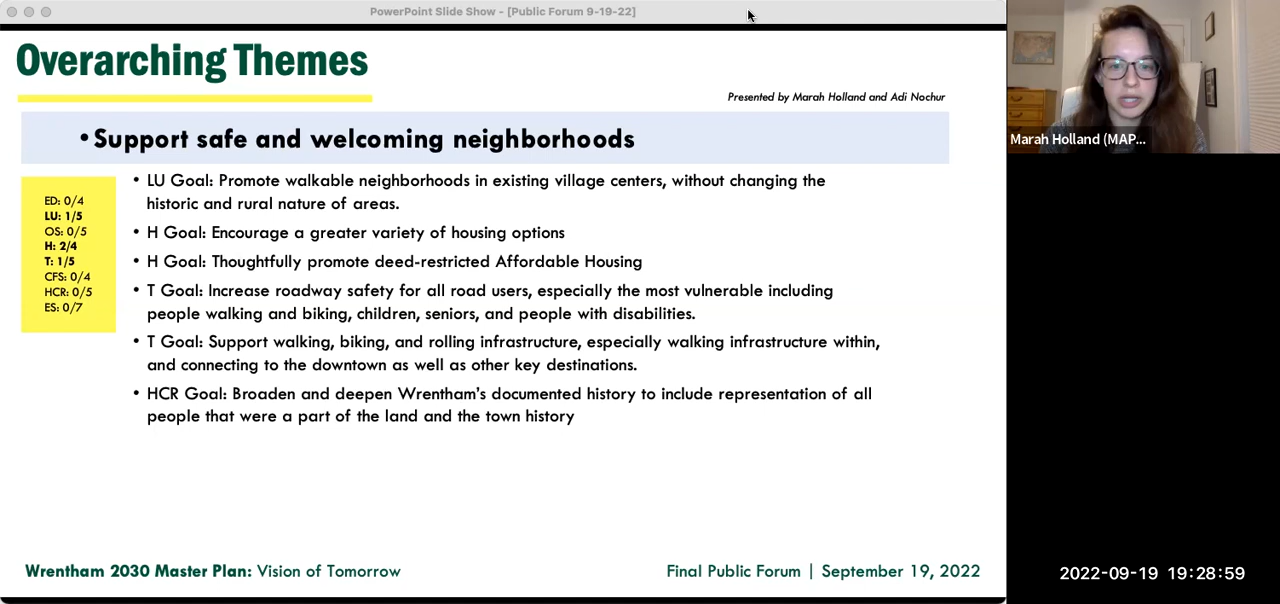 PowerPoint Slide Show - [Public Forum 9-19-22]
Overarching Themes
Presented by Marah Holland and Adi Nochur
•Support safe and welcoming neighborhoods
ED: 0/4
LU: 1/5
OS: 0/5
H: 2/4
T: 1/5
CFS: 0/4
HCR: 0/5
ES: 0/7
• LU Goal: Promote walkable neighborhoods in existing village centers, without changing the
historic and rural nature of areas.
• H Goal: Encourage a greater variety of housing options
• H Goal: Thoughtfully promote deed-restricted Affordable Housing
• T Goal: Increase roadway safety for all road users, especially the most vulnerable including
people walking and biking, children, seniors, and people with disabilities.
• T Goal: Support walking, biking, and rolling infrastructure, especially walking infrastructure within,
and connecting to the downtown as well as other key destinations.
• HCR Goal: Broaden and deepen Wrentham's documented history to include representation of all
people that were a part of the land and the town history
Wrentham 2030 Master Plan: Vision of Tomorrow
Final Public Forum | September 19, 2022
Marah Holland (MAP...
2022-09-19 19:28:59